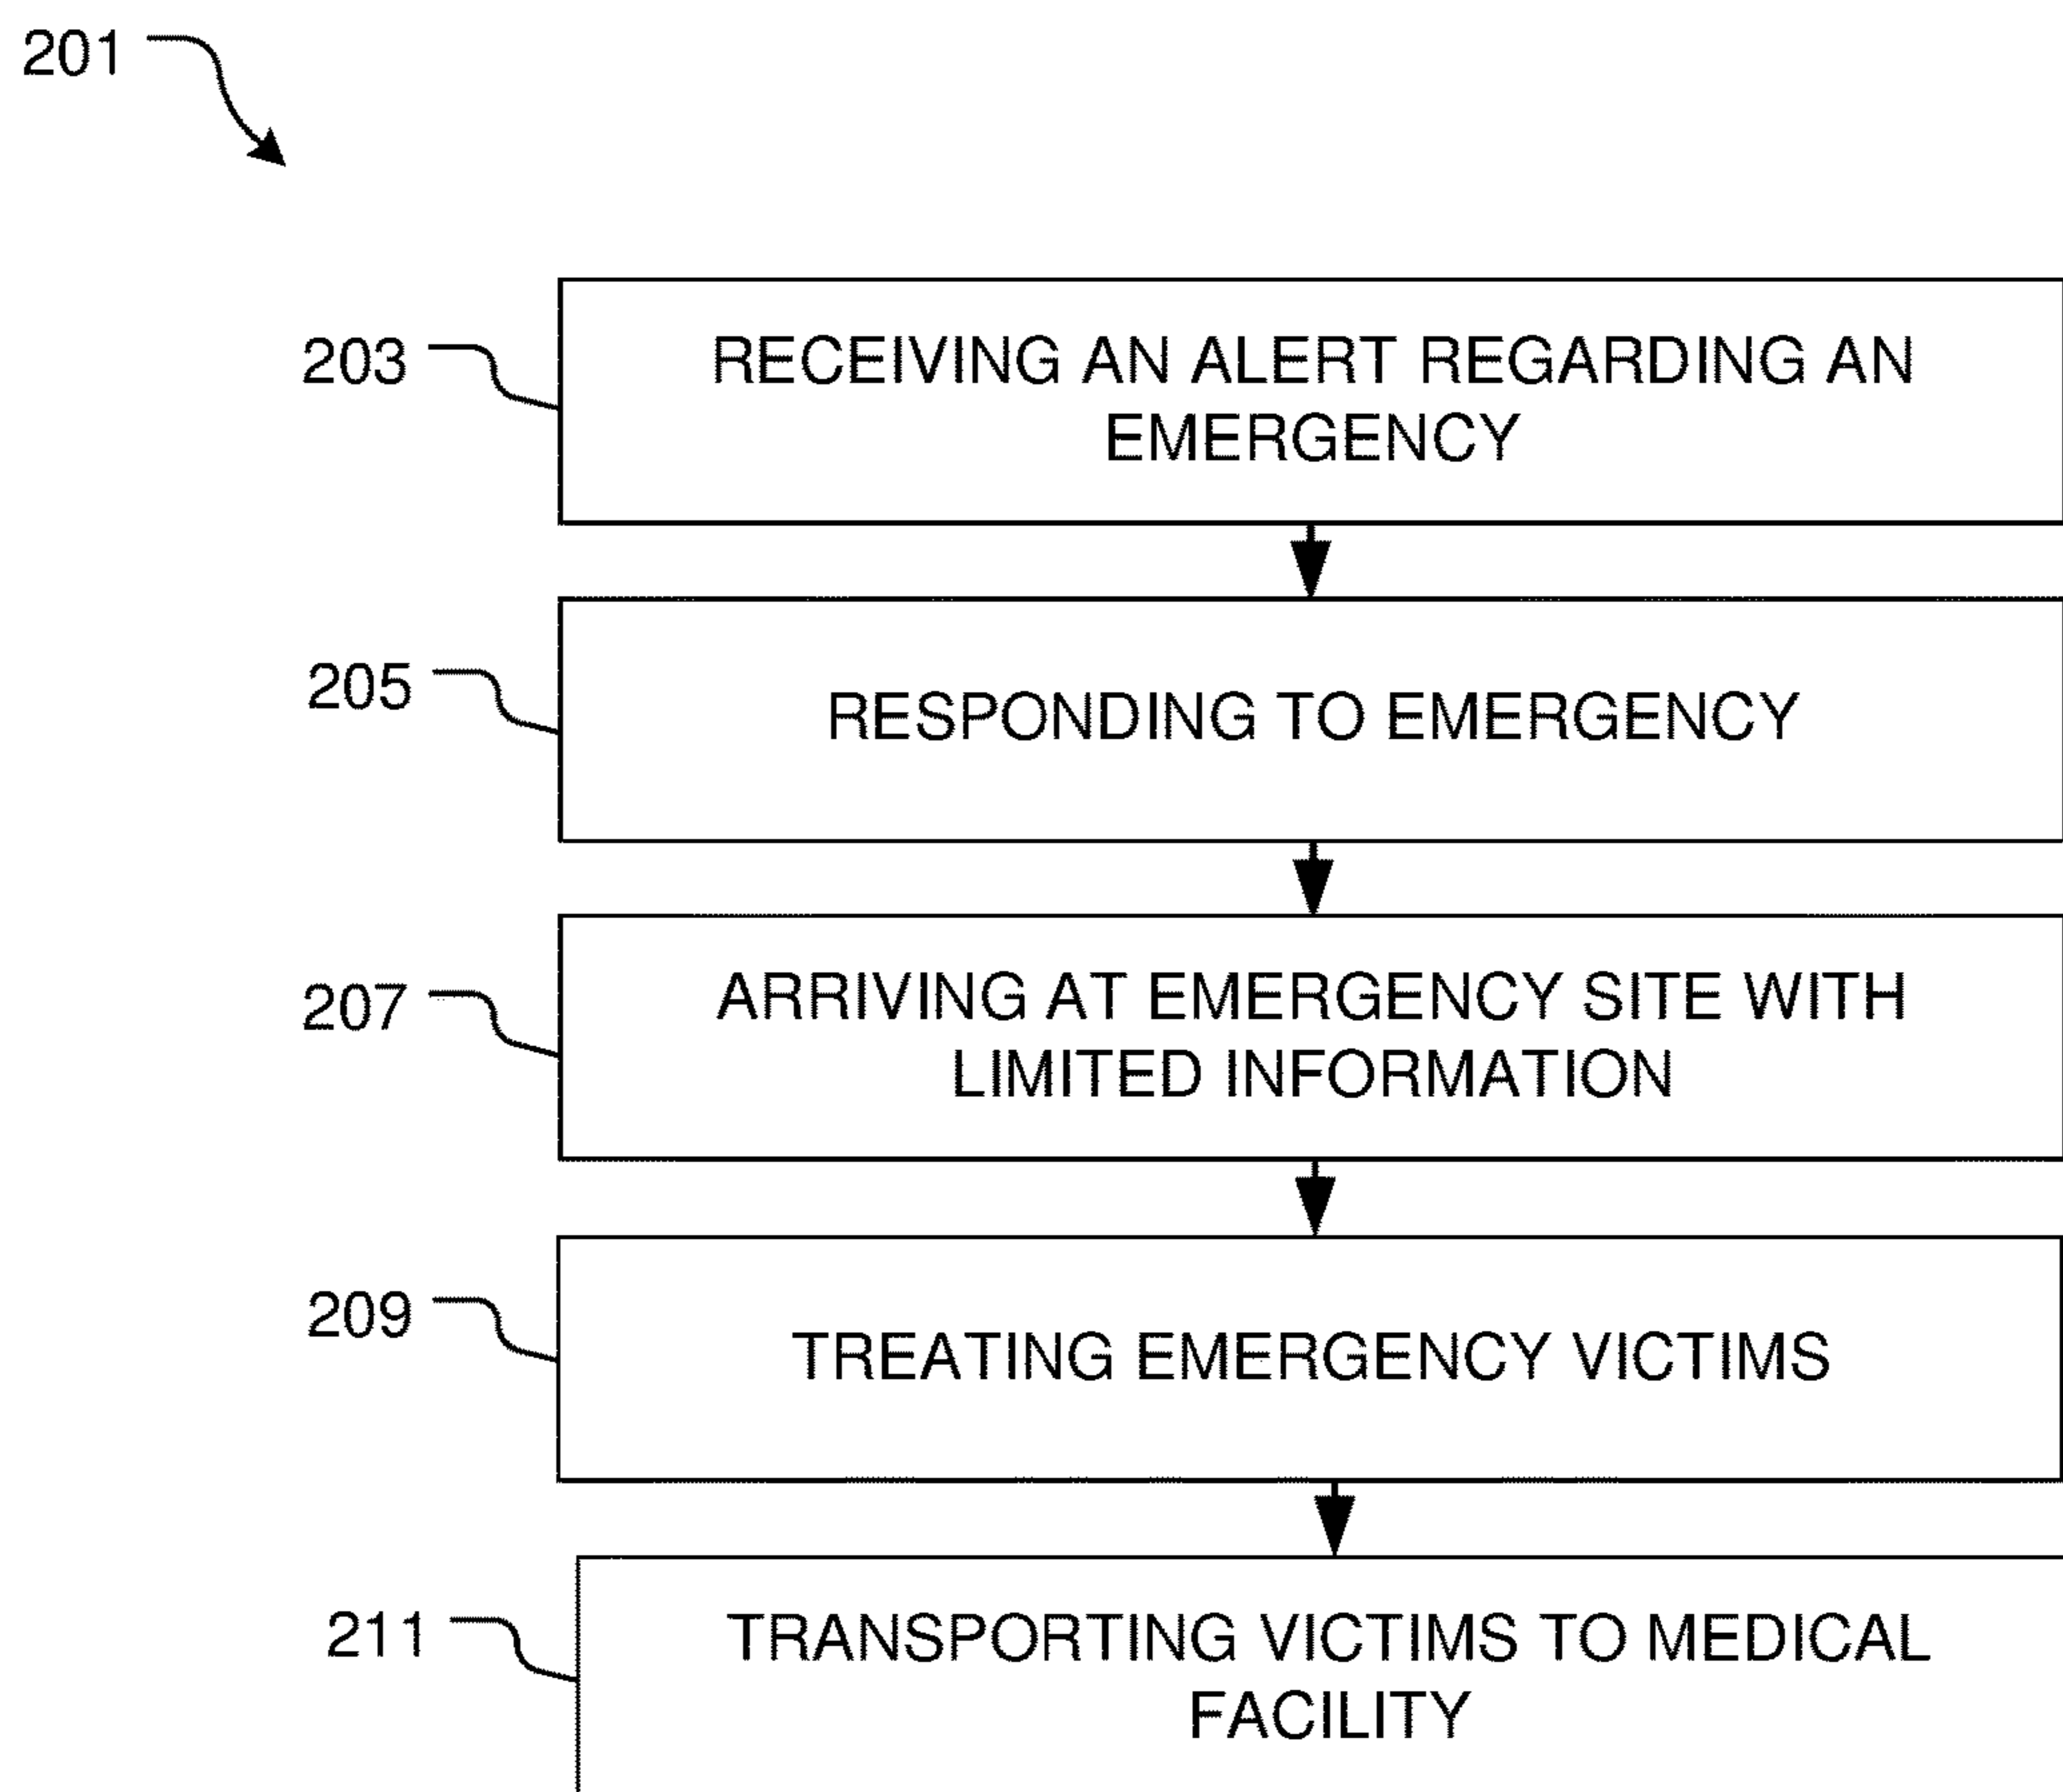 201
203
RECEIVING AN ALERT REGARDING AN
EMERGENCY
205
RESPONDING TO EMERGENCY
207
ARRIVING AT EMERGENCY SITE WITH
LIMITED INFORMATION
209
TREATING EMERGENCY VICTIMS
211
TRANSPORTING VICTIMS TO MEDICAL
FACILITY